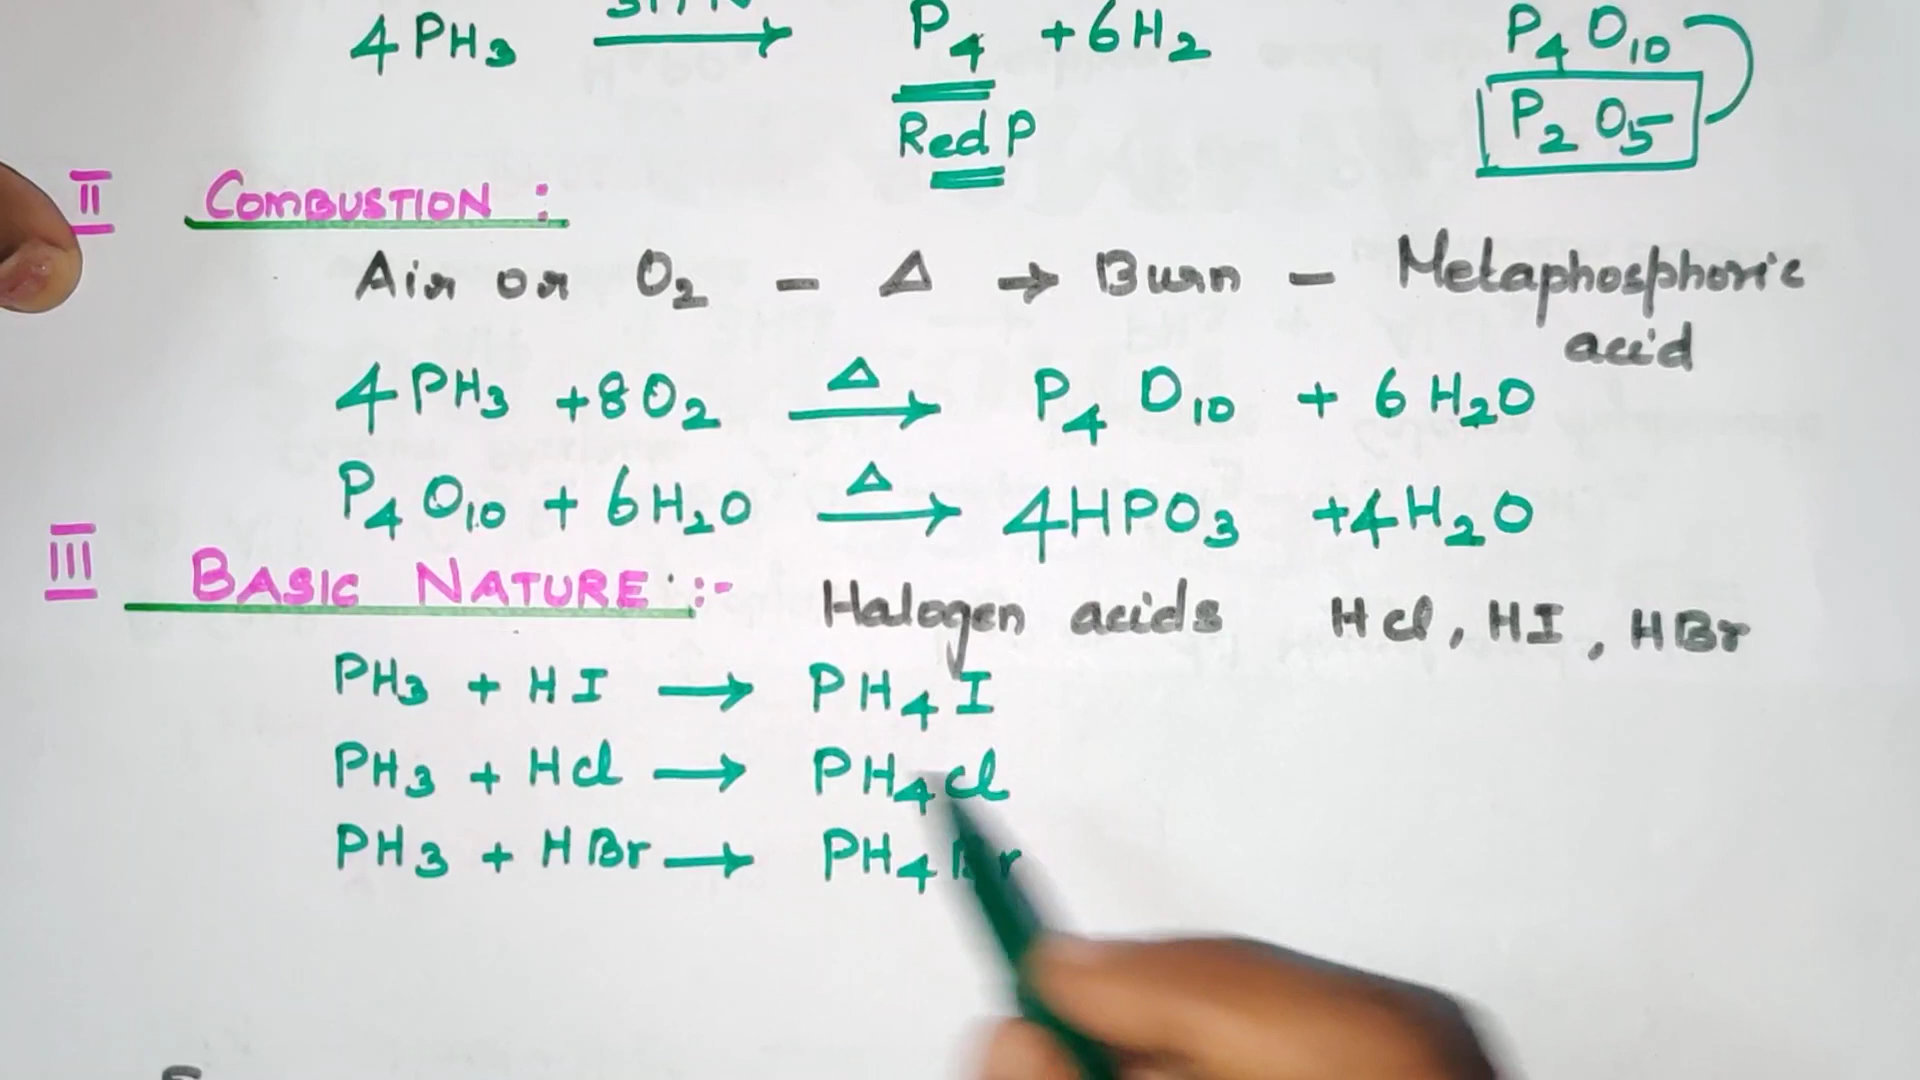 4PH₃ → P₄ + 6H₂
P₄O₁₀
Red P
P₂O₅
II COMBUSTION :
Air or O₂ - Δ → Burn - Metaphosphoric
acid
4PH₃ + 8O₂ Δ→ P₄O₁₀ + 6H₂O
P₄O₁₀ + 6H₂O Δ→ 4HPO₃ + 4H₂O
III BASIC NATURE :- Halogen acids HCl, HI, HBr
PH₃ + HI → PH₄I
PH₃ + HCl → PH₄Cl
PH₃ + HBr → PH₄Br